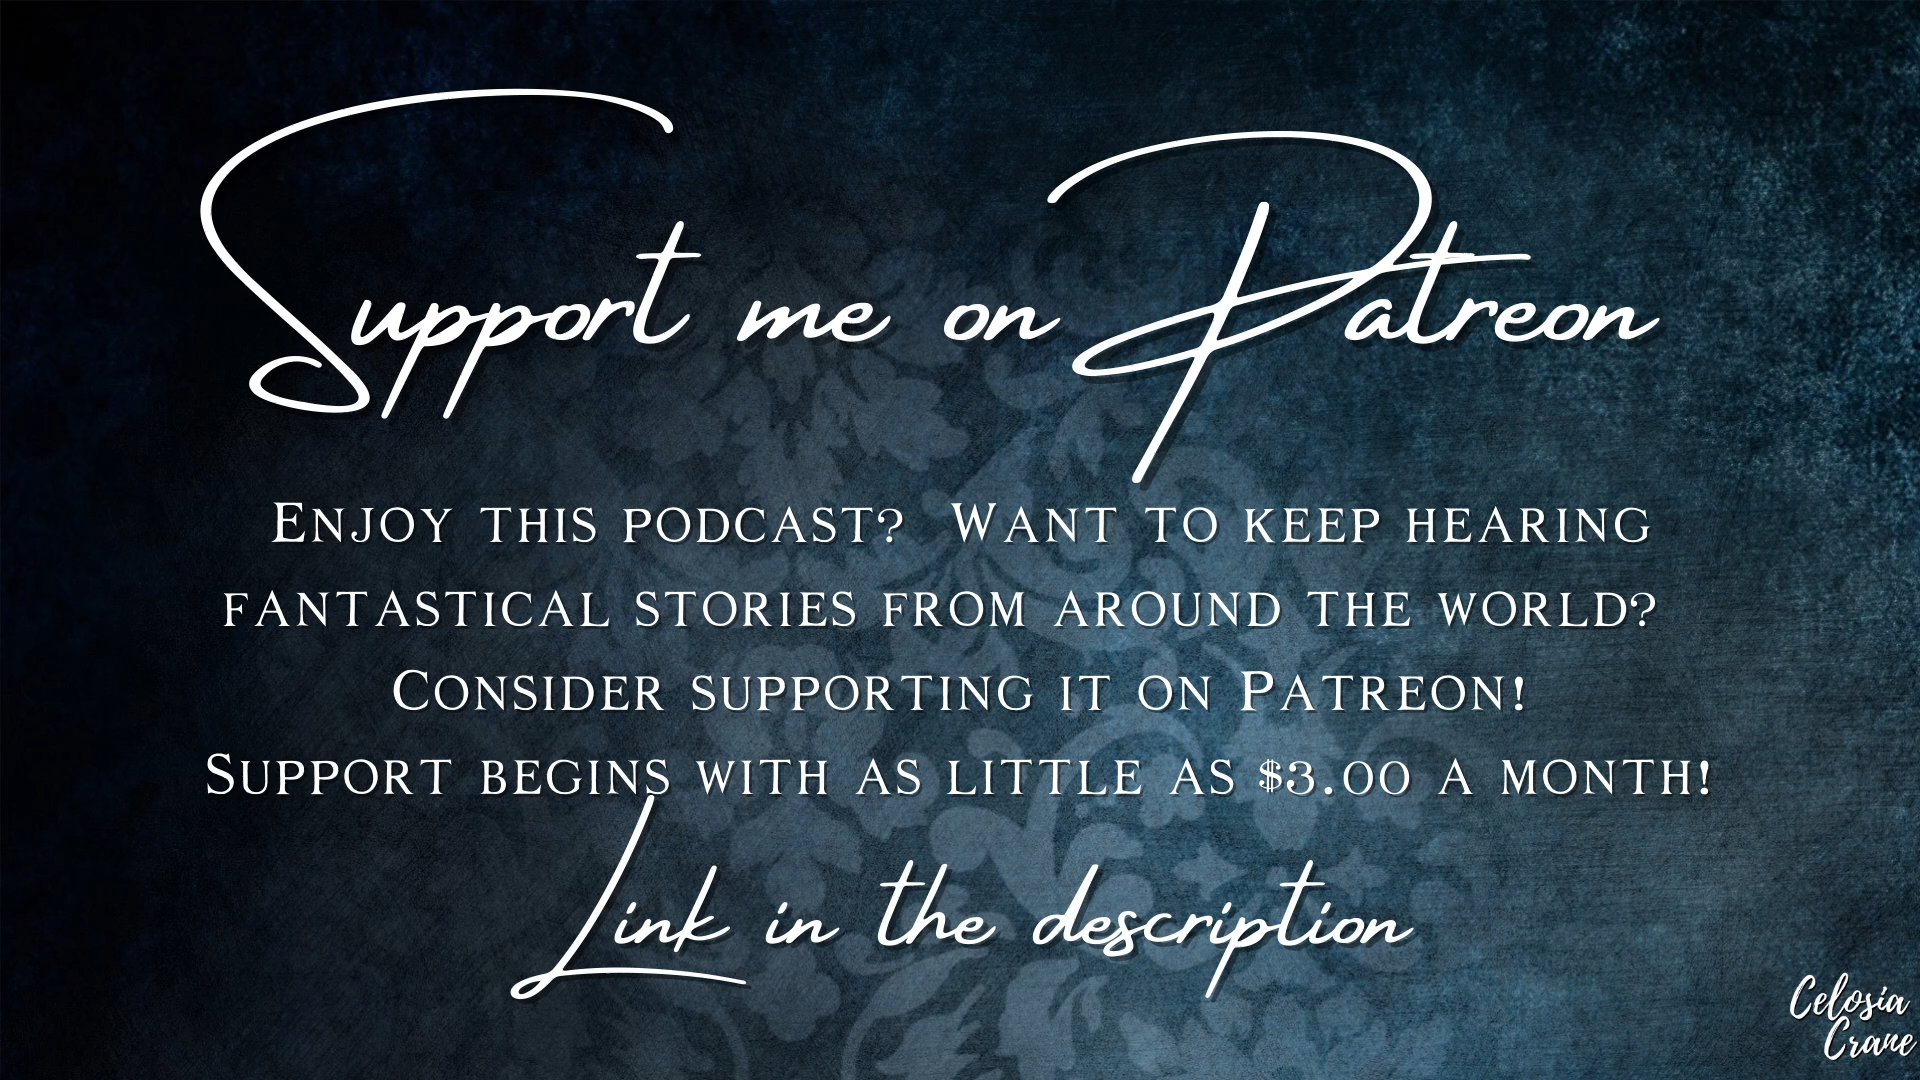 Support me on Patreon
Enjoy this podcast? Want to keep hearing
fantastical stories from around the world?
Consider supporting it on Patreon!
Support begins with as little as $3.00 a month!
Link in the description
Celosia
Crane